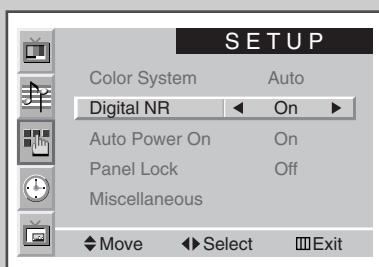 SETUP
Color System Auto
Digital NR On
Auto Power On On
Panel Lock Off
Miscellaneous
Move Select Exit